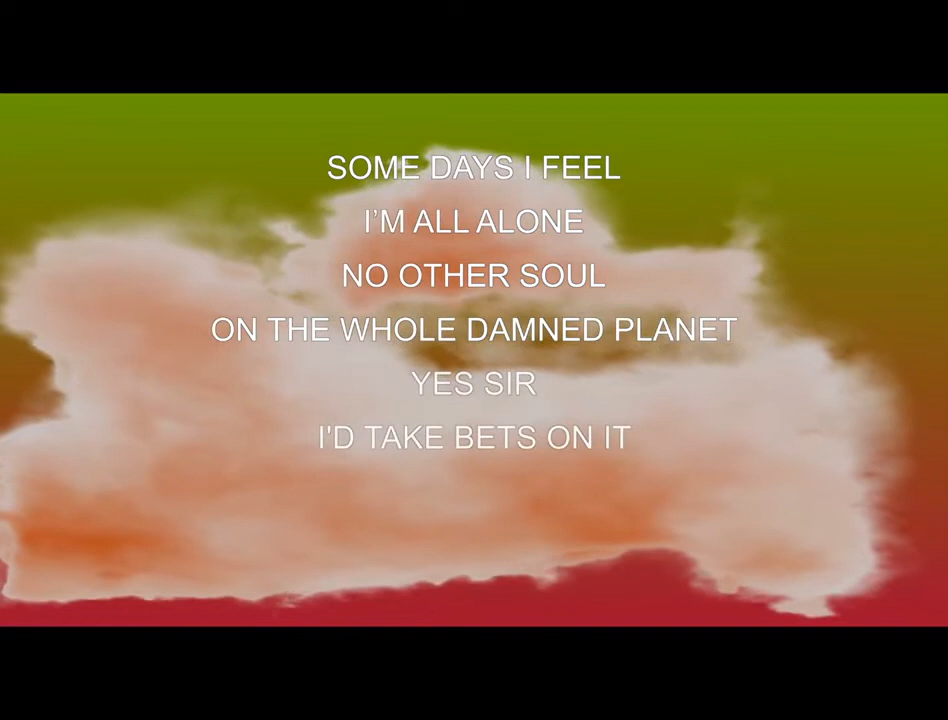 SOME DAYS I FEEL
I’M ALL ALONE
NO OTHER SOUL
ON THE WHOLE DAMNED PLANET
YES SIR
I'D TAKE BETS ON IT